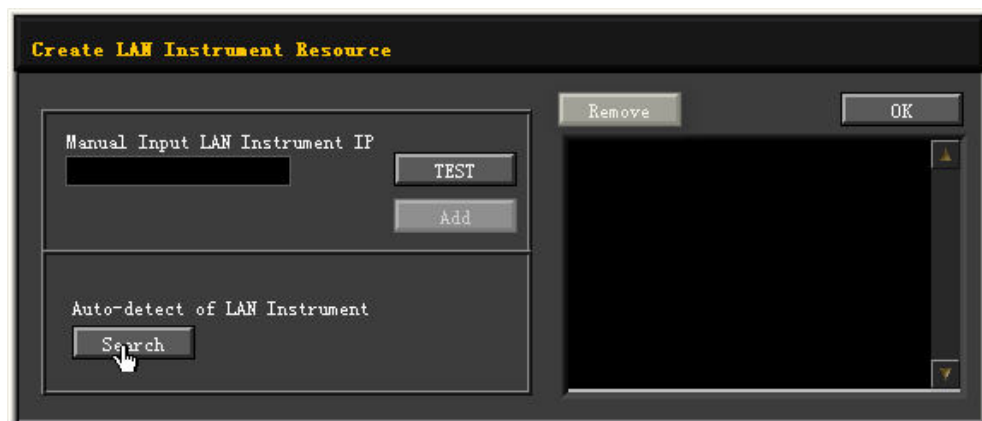 Create LAN Instrument Resource
Remove
OK
Manual Input LAN Instrument IP
TEST
Add
Auto-detect of LAN Instrument
Search